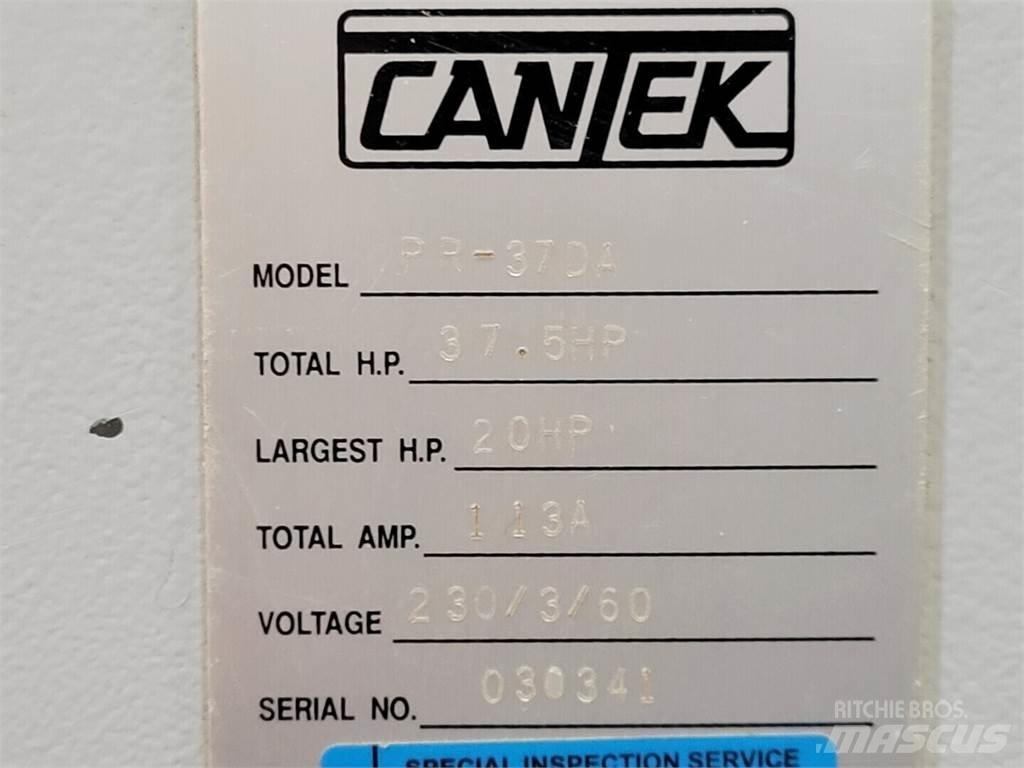 CANTEK
MODEL PR-37DA
TOTAL H.P. 37.5HP
LARGEST H.P. 20HP
TOTAL AMP. 113A
VOLTAGE 230/3/60
SERIAL NO. 030341
SPECIAL INSPECTION SERVICE
RITCHIE BROS.
MASCUS